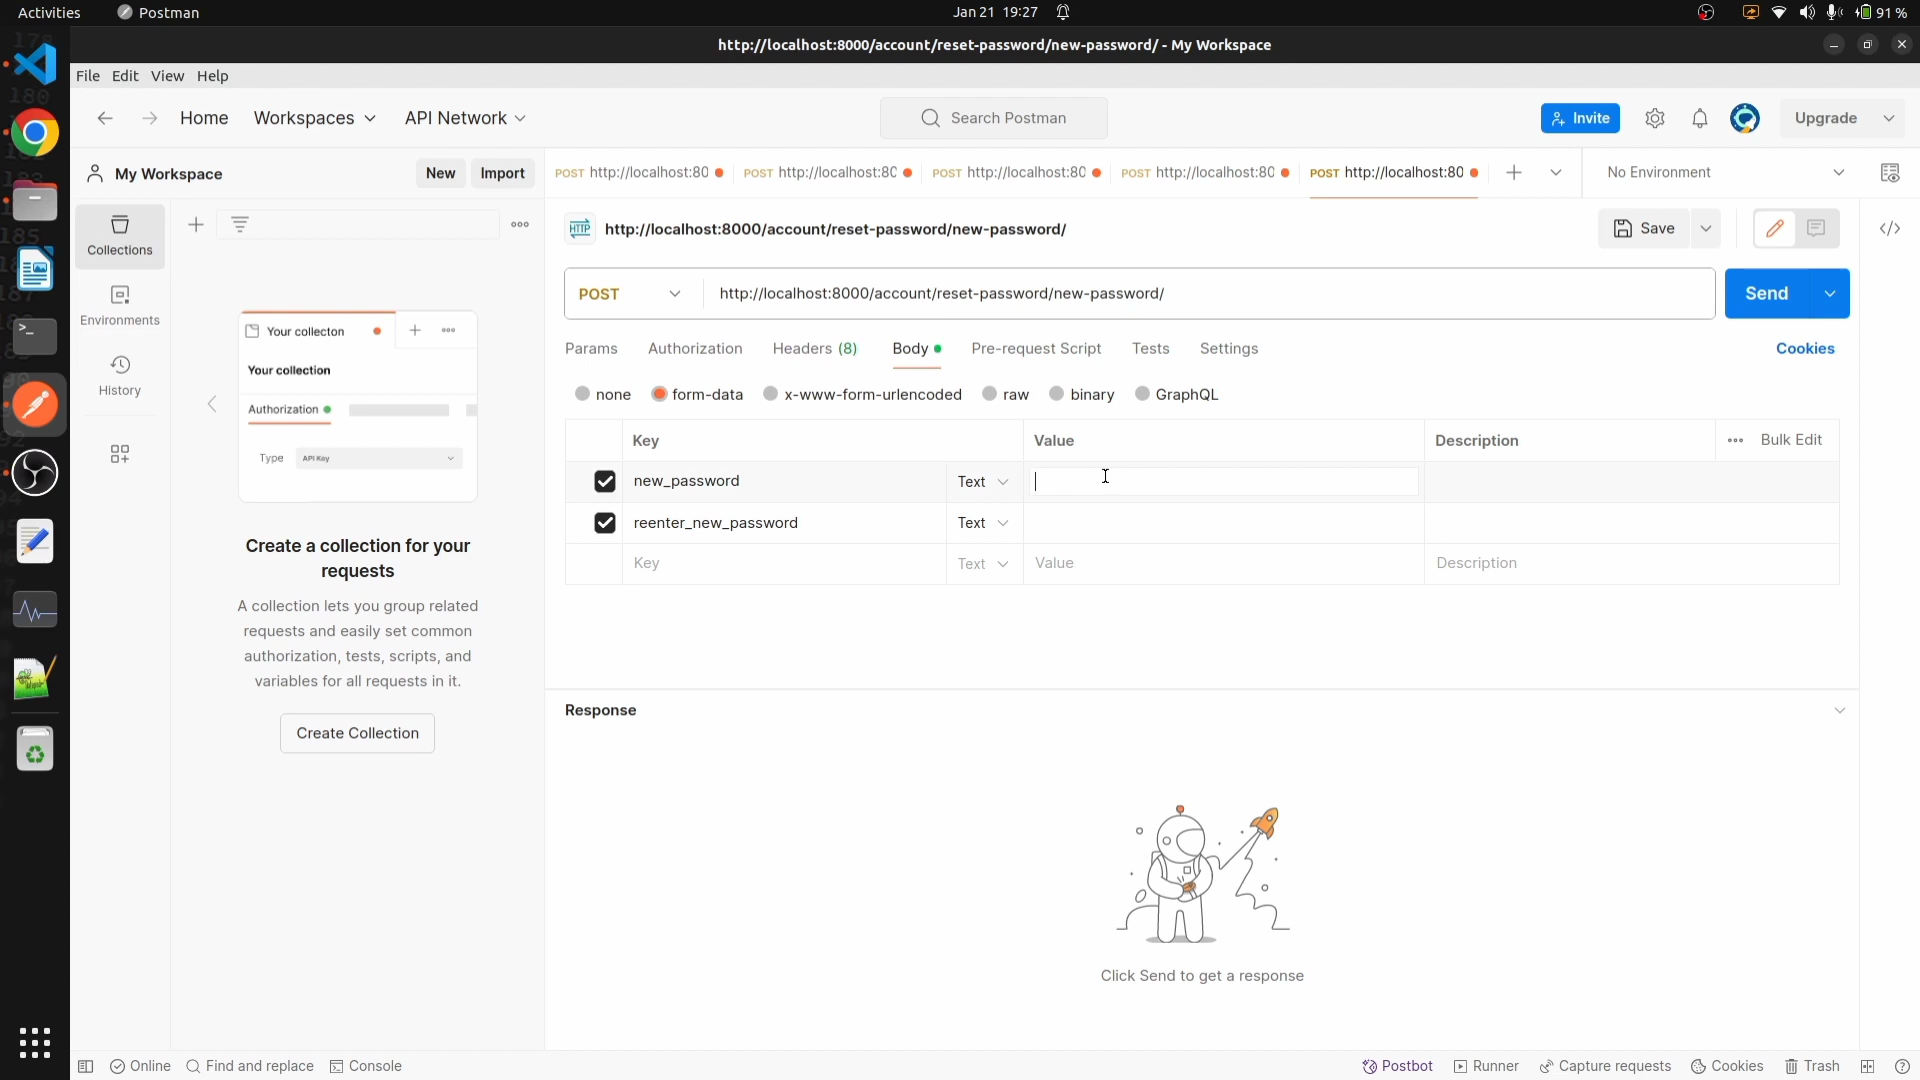 Activities
Postman
Jan 21 19:27
91 %
http://localhost:8000/account/reset-password/new-password/ - My Workspace
File Edit View Help
Home
Workspaces
API Network
Search Postman
Invite
Upgrade
My Workspace
New
Import
POST http://localhost:80
POST http://localhost:80
POST http://localhost:80
POST http://localhost:80
POST http://localhost:80
No Environment
Collections
Environments
History
HTTP
http://localhost:8000/account/reset-password/new-password/
Save
POST
http://localhost:8000/account/reset-password/new-password/
Send
Params
Authorization
Headers (8)
Body
Pre-request Script
Tests
Settings
Cookies
none
form-data
x-www-form-urlencoded
raw
binary
GraphQL
Key
Value
Description
Bulk Edit
new_password
Text
reenter_new_password
Text
Key
Text
Value
Description
Your collecton
Your collection
Authorization
Type
API Key
Create a collection for your
requests
A collection lets you group related
requests and easily set common
authorization, tests, scripts, and
variables for all requests in it.
Create Collection
Response
Click Send to get a response
Online
Find and replace
Console
Postbot
Runner
Capture requests
Cookies
Trash